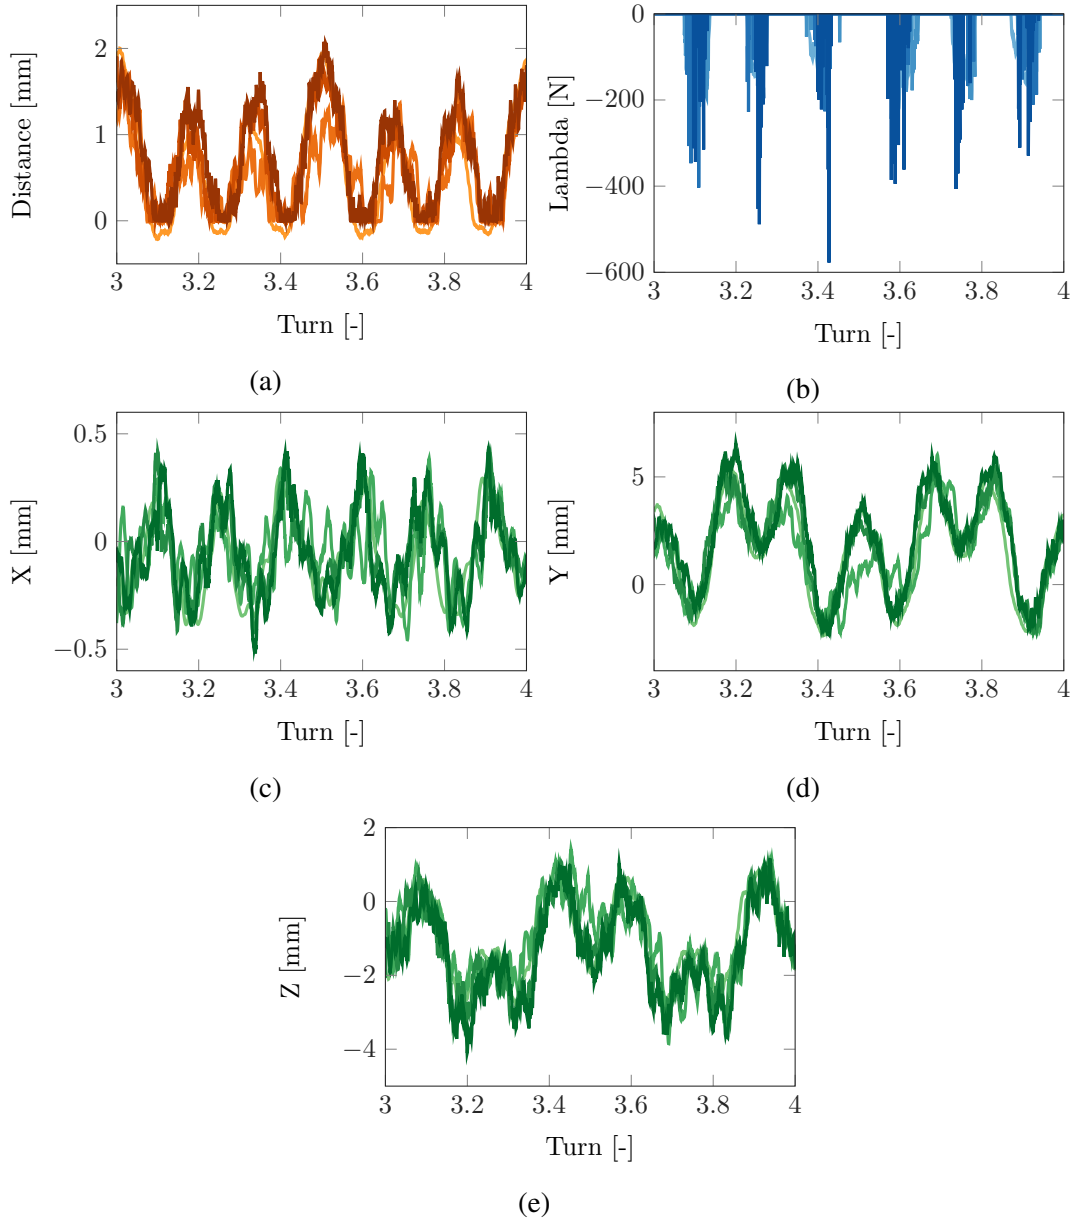 2
1
0
Distance [mm]
3 3.2 3.4 3.6 3.8 4
Turn [-]
(a)
0
−200
−400
−600
Lambda [N]
3 3.2 3.4 3.6 3.8 4
Turn [-]
(b)
0.5
0
−0.5
X [mm]
3 3.2 3.4 3.6 3.8 4
Turn [-]
(c)
5
0
Y [mm]
3 3.2 3.4 3.6 3.8 4
Turn [-]
(d)
2
0
−2
−4
Z [mm]
3 3.2 3.4 3.6 3.8 4
Turn [-]
(e)